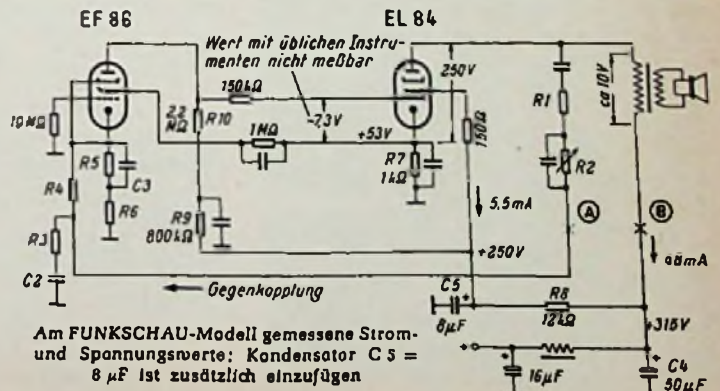 EF 86
EL 84
Wert mit üblichen Instru-
menten nicht meßbar
150kΩ
250V
ca 10V
R1
10MΩ
2,2
MΩ
R10
-7,3V
1MΩ
+53V
150Ω
R5
C3
R7
1kΩ
R2
R4
R6
5,5mA
A
B
R3
R9
800kΩ
+250V
C2
Gegenkopplung
C5
8µF
R8
12kΩ
+315V
Am FUNKSCHAU-Modell gemessene Strom-
und Spannungswerte; Kondensator C 5 =
8 µF ist zusätzlich einzufügen
16µF
C4
50µF